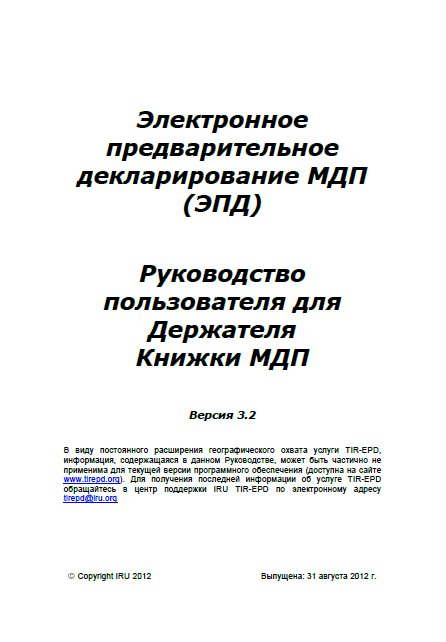 Электронное
предварительное
декларирование МДП
(ЭПД)
Руководство
пользователя для
Держателя
Книжки МДП
Версия 3.2
В виду постоянного расширения географического охвата услуги TIR-EPD,
информация, содержащаяся в данном Руководстве, может быть частично не
применима для текущей версии программного обеспечения (доступна на сайте
www.tirepd.org). Для получения последней информации об услуге TIR-EPD
обращайтесь в центр поддержки IRU TIR-EPD по электронному адресу
tirepd@iru.org
© Copyright IRU 2012 Выпущена: 31 августа 2012 г.